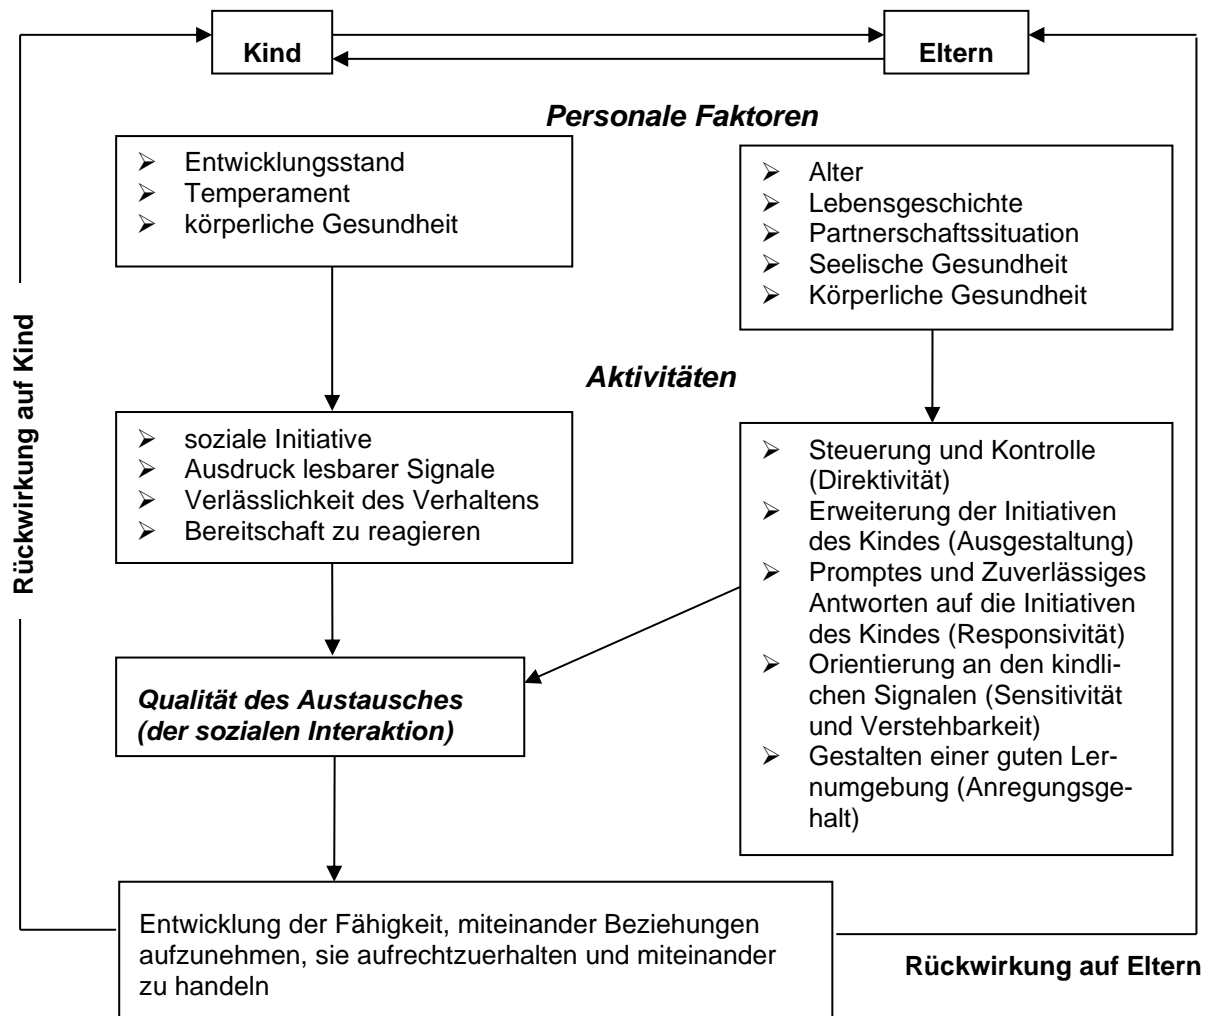 Kind
Eltern
Personale Faktoren
➢ Entwicklungsstand
➢ Temperament
➢ körperliche Gesundheit
➢ Alter
➢ Lebensgeschichte
➢ Partnerschaftssituation
➢ Seelische Gesundheit
➢ Körperliche Gesundheit
Rückwirkung auf Kind
Aktivitäten
➢ soziale Initiative
➢ Ausdruck lesbarer Signale
➢ Verlässlichkeit des Verhaltens
➢ Bereitschaft zu reagieren
➢ Steuerung und Kontrolle
(Direktivität)
➢ Erweiterung der Initiativen
des Kindes (Ausgestaltung)
➢ Promptes und Zuverlässiges
Antworten auf die Initiativen
des Kindes (Responsivität)
➢ Orientierung an den kindli-
chen Signalen (Sensitivität
und Verstehbarkeit)
➢ Gestalten einer guten Ler-
numgebung (Anregungsge-
halt)
Qualität des Austausches
(der sozialen Interaktion)
Entwicklung der Fähigkeit, miteinander Beziehungen
aufzunehmen, sie aufrechtzuerhalten und miteinander
zu handeln
Rückwirkung auf Eltern